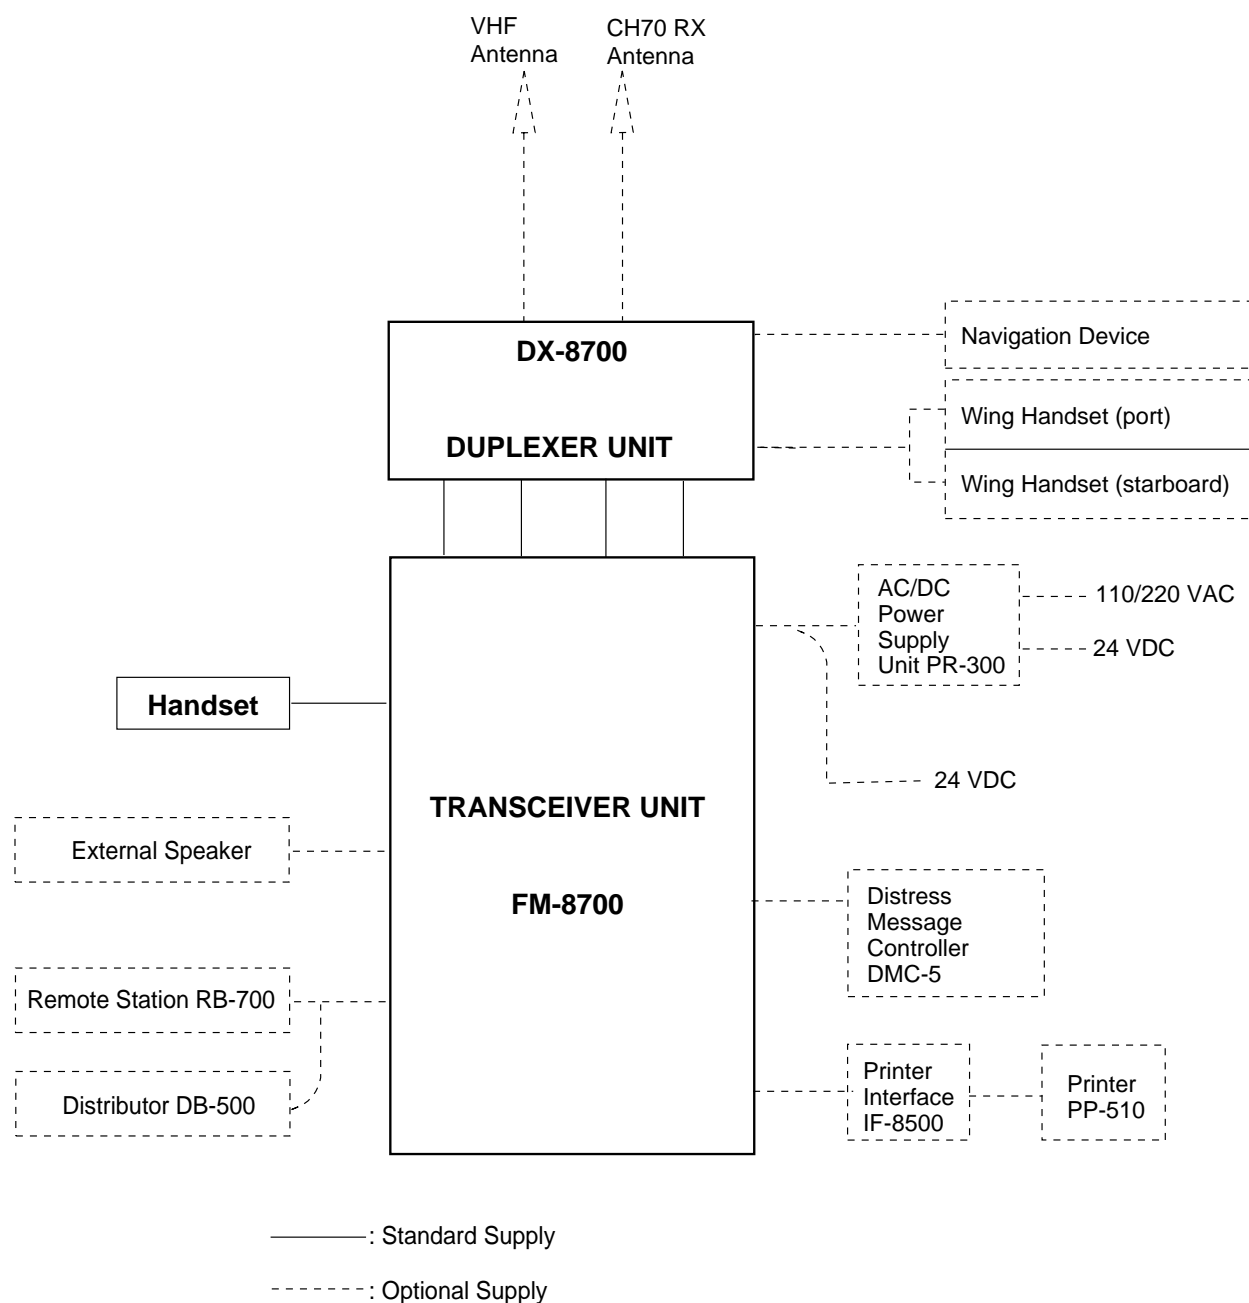 VHF
Antenna
CH70 RX
Antenna
DX-8700
DUPLEXER UNIT
Navigation Device
Wing Handset (port)
Wing Handset (starboard)
AC/DC
Power
Supply
Unit PR-300
110/220 VAC
24 VDC
24 VDC
Handset
TRANSCEIVER UNIT
FM-8700
External Speaker
Distress
Message
Controller
DMC-5
Remote Station RB-700
Distributor DB-500
Printer
Interface
IF-8500
Printer
PP-510
: Standard Supply
: Optional Supply